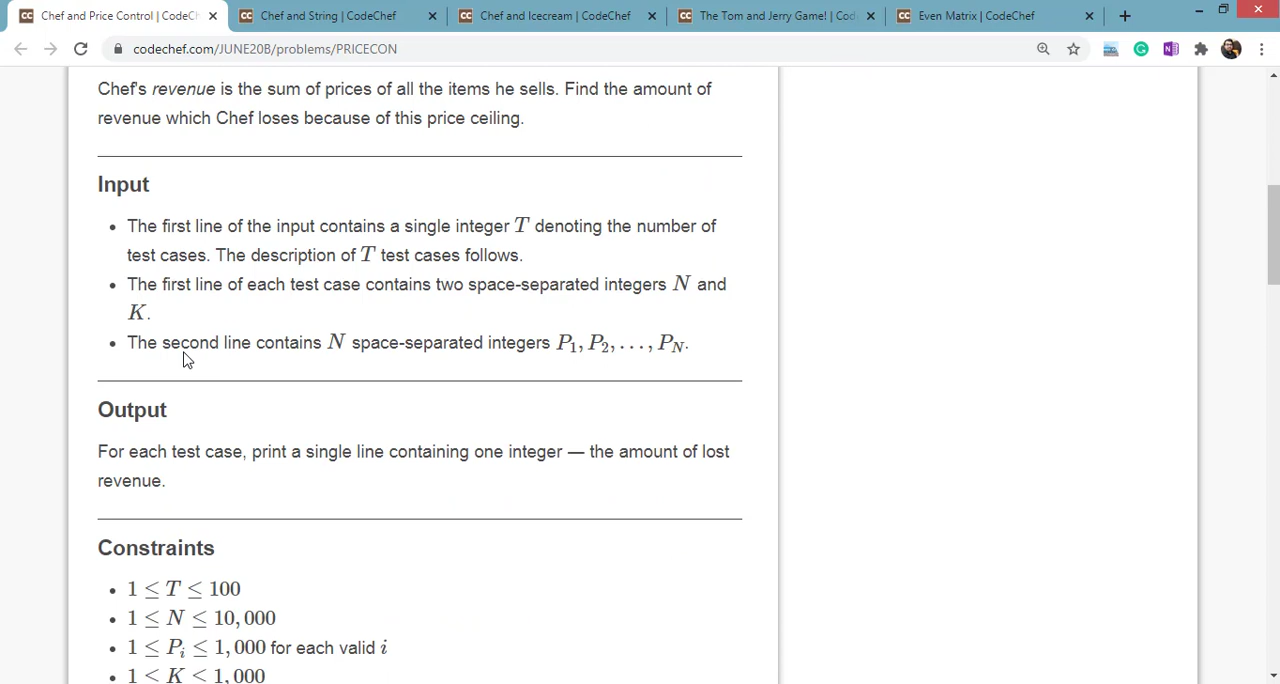 Chef and Price Control | CodeC
Chef and String | CodeChef
Chef and Icecream | CodeChef
The Tom and Jerry Game! | Cod
Even Matrix | CodeChef
codechef.com/JUNE20B/problems/PRICECON
Chef's revenue is the sum of prices of all the items he sells. Find the amount of
revenue which Chef loses because of this price ceiling.
Input
• The first line of the input contains a single integer T denoting the number of
test cases. The description of T test cases follows.
• The first line of each test case contains two space-separated integers N and
K.
• The second line contains N space-separated integers P₁, P₂, . . . , P_N.
Output
For each test case, print a single line containing one integer — the amount of lost
revenue.
Constraints
• 1 ≤ T ≤ 100
• 1 ≤ N ≤ 10,000
• 1 ≤ Pᵢ ≤ 1,000 for each valid i
• 1 ≤ K ≤ 1,000